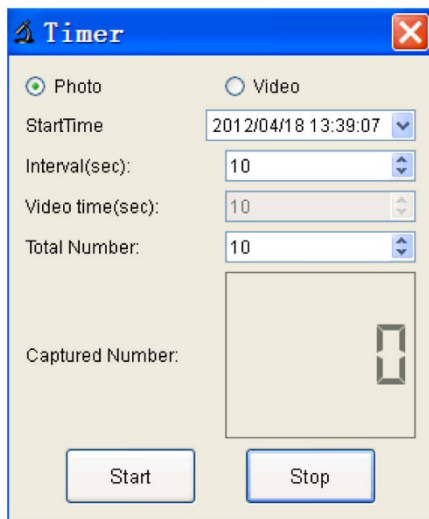 Timer
Photo Video
StartTime 2012/04/18 13:39:07
Interval(sec): 10
Video time(sec): 10
Total Number: 10
Captured Number: 0
Start Stop